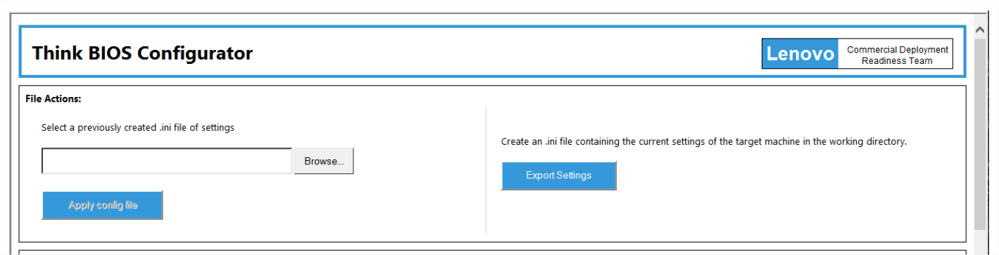 Think BIOS Configurator
Lenovo
Commercial Deployment
Readiness Team
File Actions:
Select a previously created .ini file of settings
Browse...
Apply config file
Create an .ini file containing the current settings of the target machine in the working directory.
Export Settings